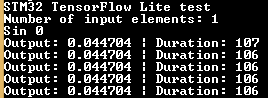 STM32 TensorFlow Lite test
Number of input elements: 1
Sin 0
Output: 0.044704 ¦ Duration: 107
Output: 0.044704 ¦ Duration: 106
Output: 0.044704 ¦ Duration: 106
Output: 0.044704 ¦ Duration: 106
Output: 0.044704 ¦ Duration: 106